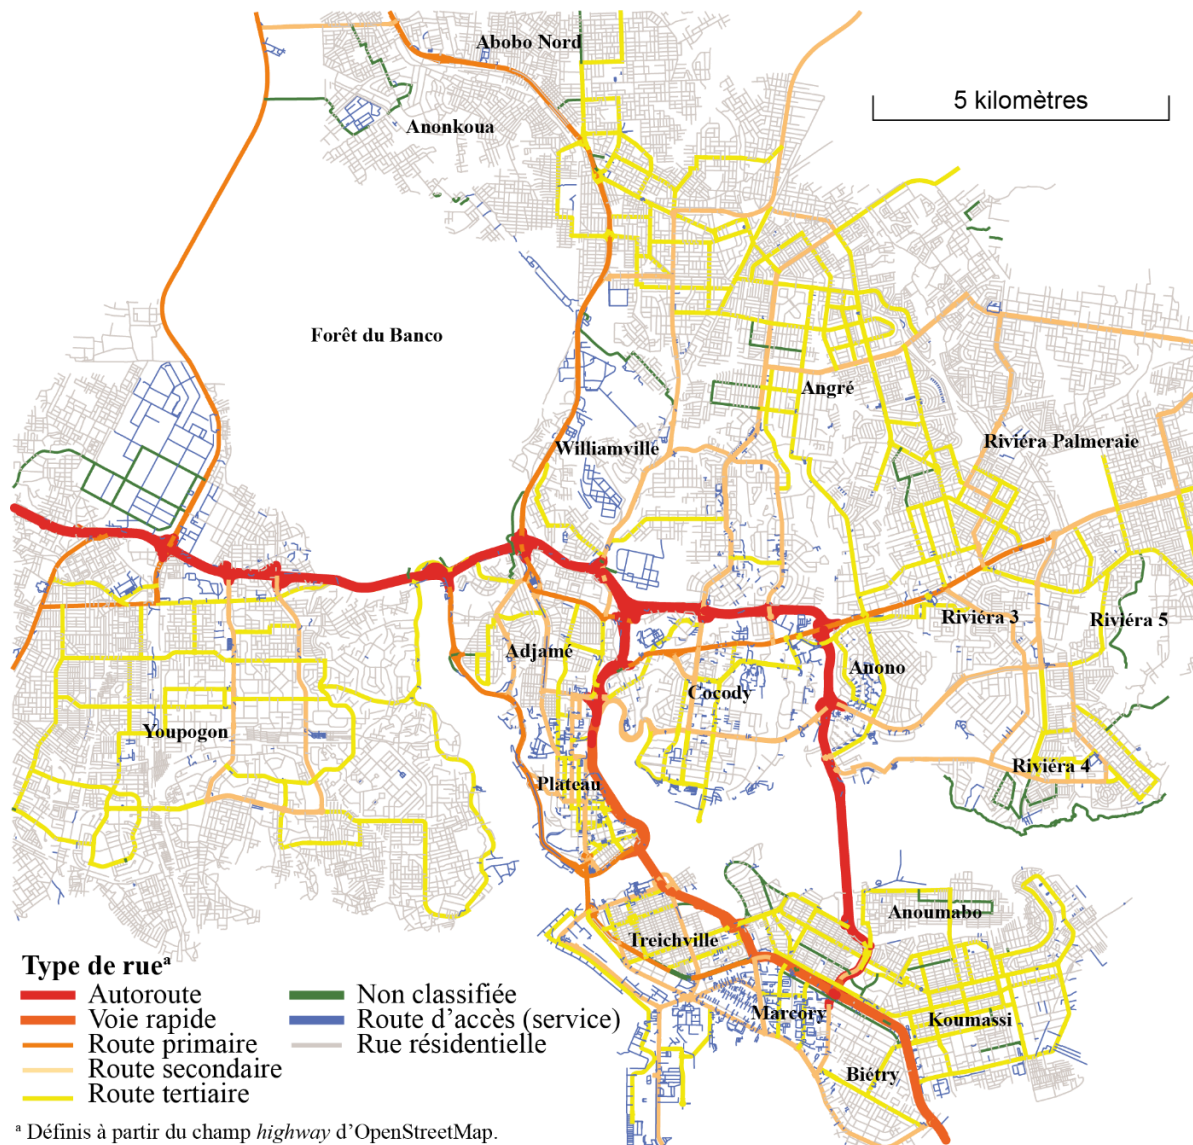 Abobo Nord
5 kilomètres
Anonkoua
Forêt du Banco
Angré
Williamville
Riviéra Palmeraie
Riviéra 3
Riviéra 5
Adjamé
Anono
Cocody
Youpogon
Riviéra 4
Plateau
Anoumabo
Treichville
Marcory
Koumassi
Biétry
Type de rueᵃ
Autoroute
Voie rapide
Route primaire
Route secondaire
Route tertiaire
Non classifiée
Route d'accès (service)
Rue résidentielle
ᵃ Définis à partir du champ highway d'OpenStreetMap.